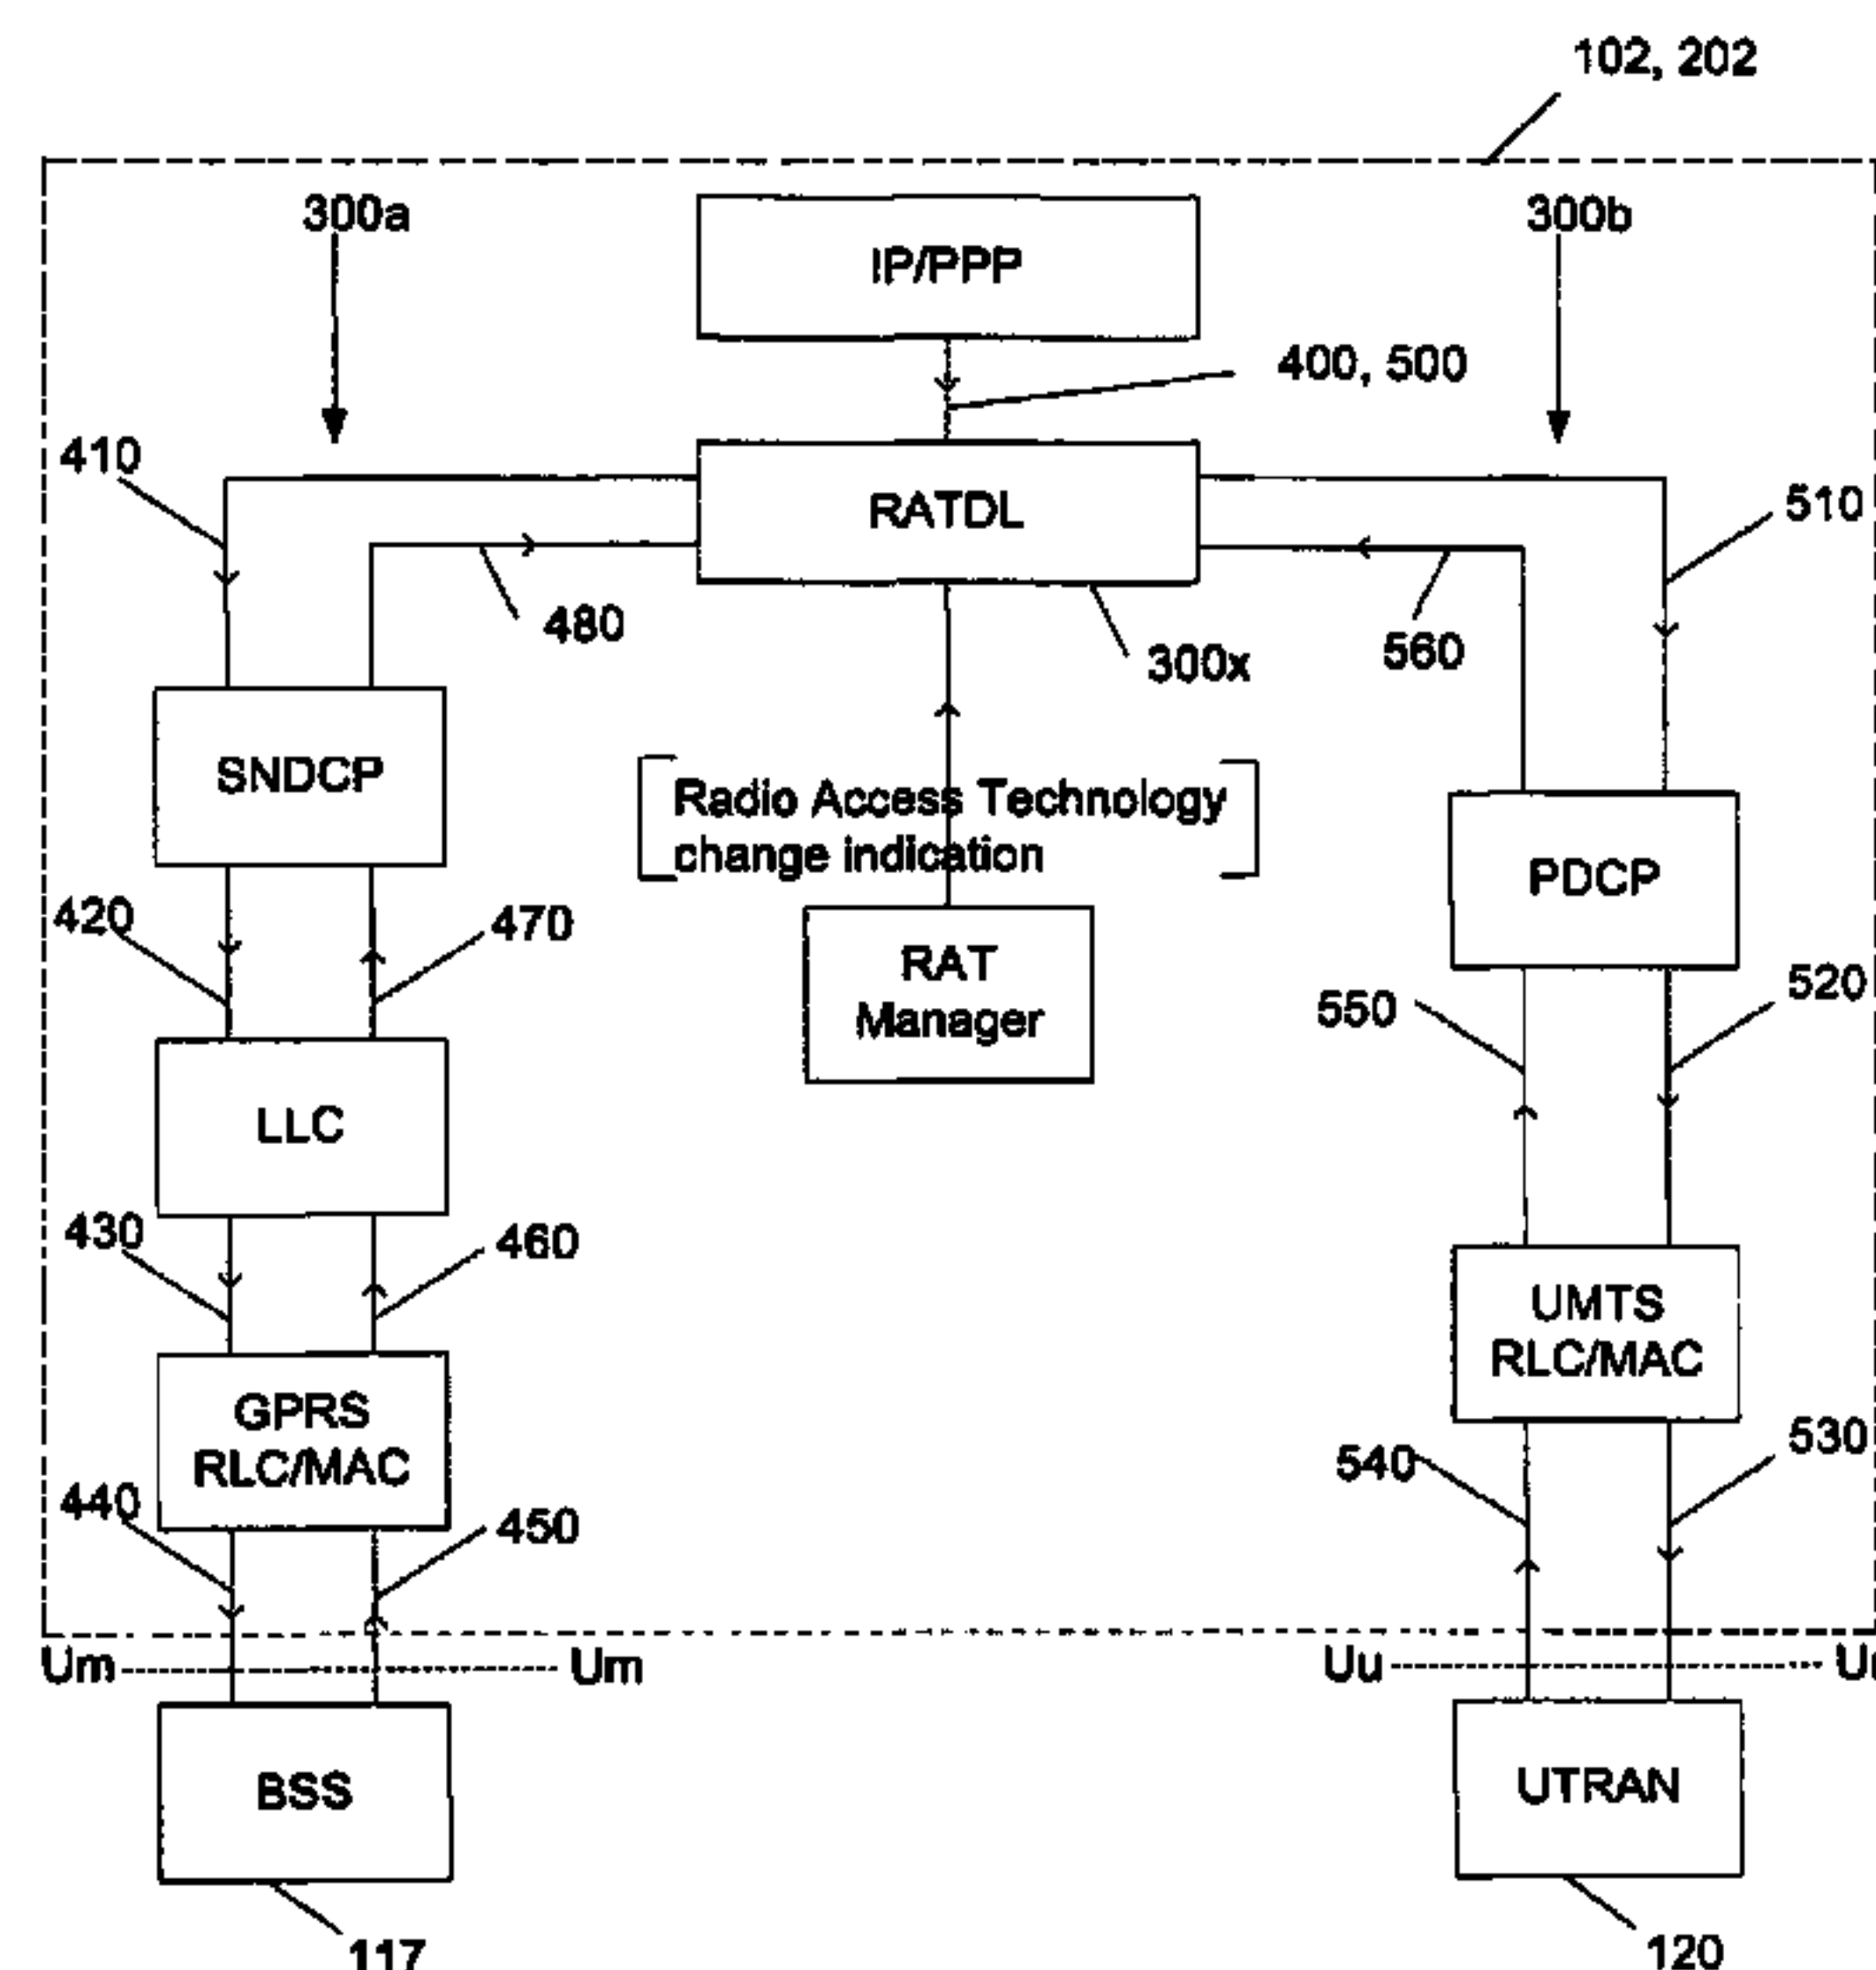 102, 202
300a
300b
IP/PPP
400, 500
410
RATDL
510
480
300x
560
SNDCP
Radio Access Technology
change indication
PDCP
420
470
RAT
Manager
550
520
LLC
430
460
UMTS
RLC/MAC
GPRS
RLC/MAC
540
530
440
450
Um
Um
Uu
BSS
UTRAN
117
120